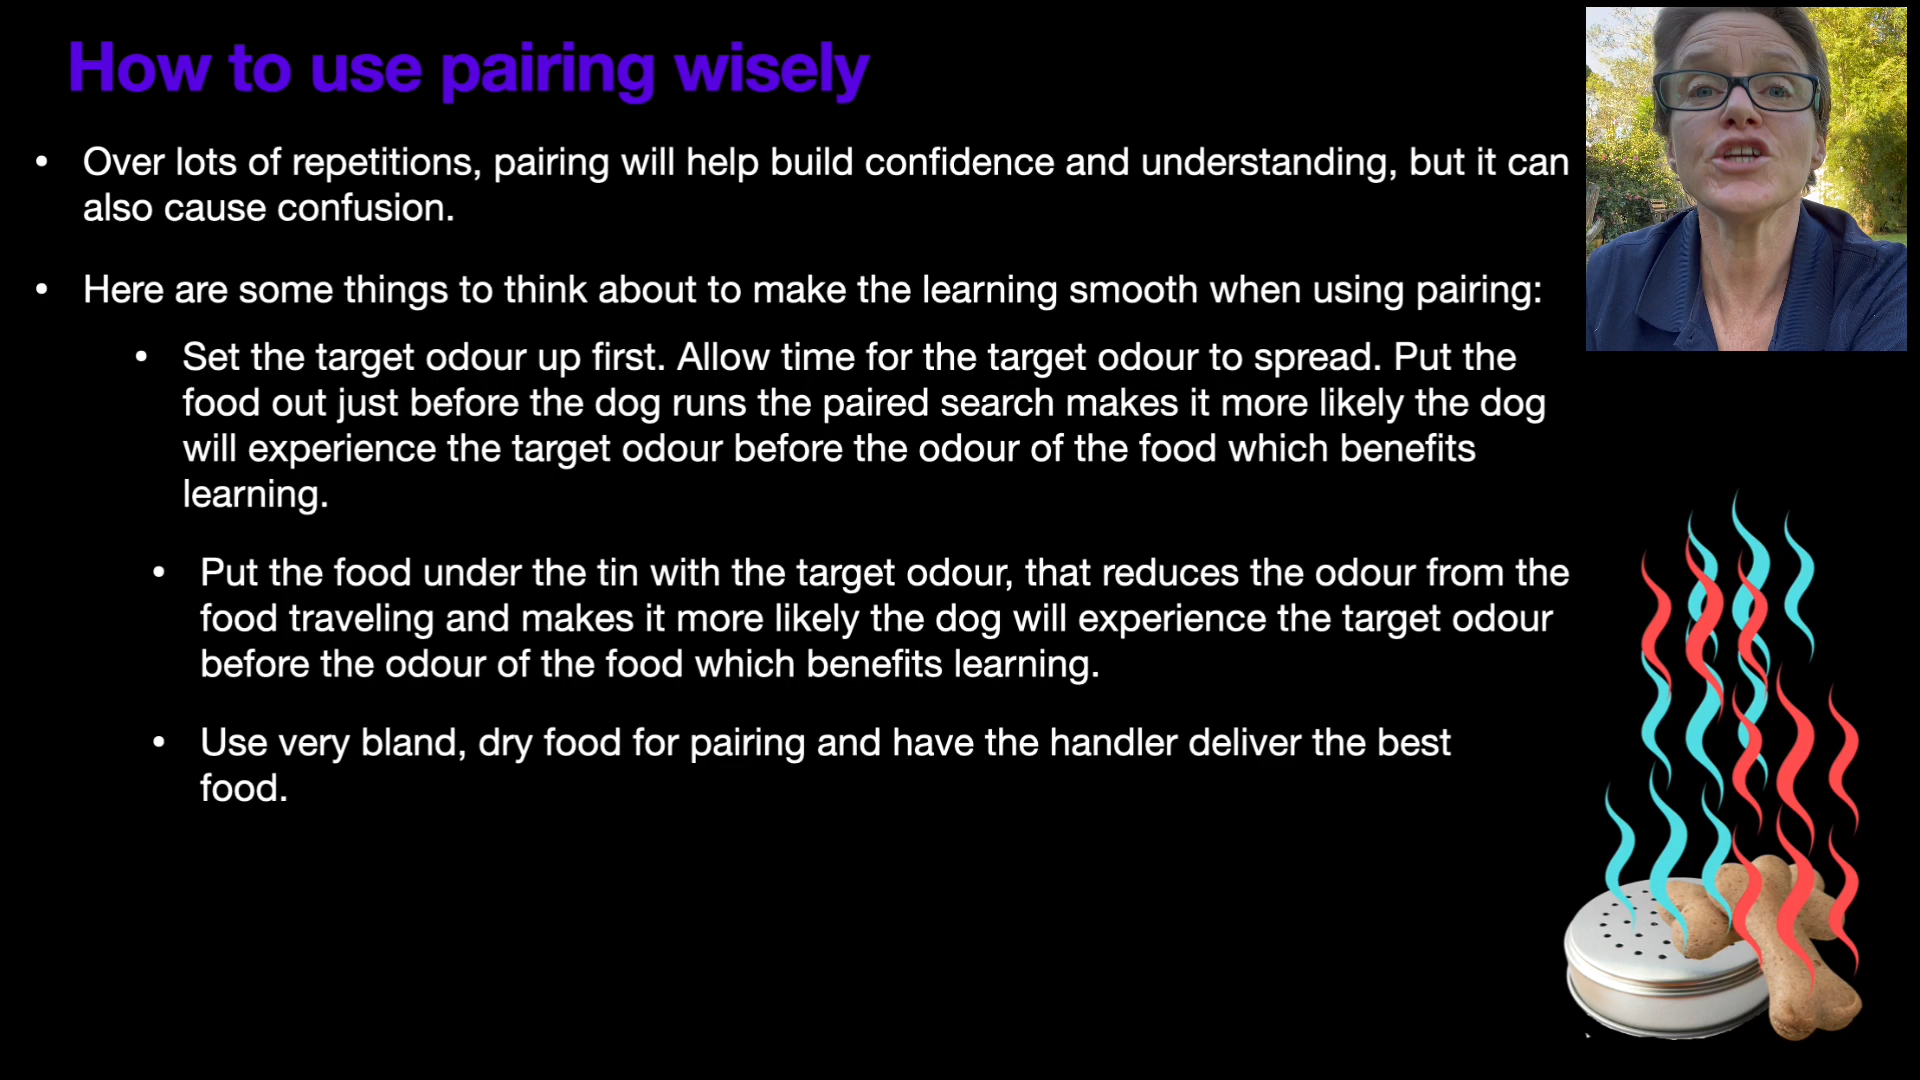 How to use pairing wisely
• Over lots of repetitions, pairing will help build confidence and understanding, but it can
also cause confusion.
• Here are some things to think about to make the learning smooth when using pairing:
• Set the target odour up first. Allow time for the target odour to spread. Put the
food out just before the dog runs the paired search makes it more likely the dog
will experience the target odour before the odour of the food which benefits
learning.
• Put the food under the tin with the target odour, that reduces the odour from the
food traveling and makes it more likely the dog will experience the target odour
before the odour of the food which benefits learning.
• Use very bland, dry food for pairing and have the handler deliver the best
food.